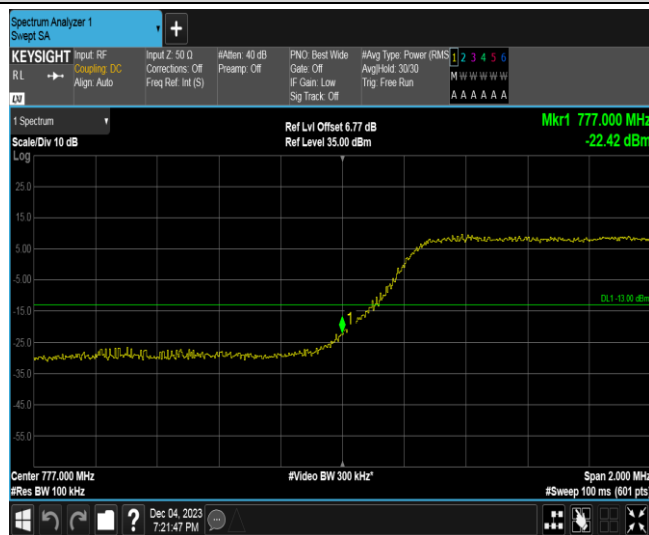 Spectrum Analyzer 1
Swept SA
+
KEYSIGHT Input: RF Input Z: 50 Ω #Atten: 40 dB PNO: Best Wide #Avg Type: Power (RMS 1 2 3 4 5 6
RL Coupling: DC Corrections: Off Preamp: Off Gate: Off Avg|Hold: 30/30 M W W W W W
Align: Auto Freq Ref: Int (S) IF Gain: Low Trig: Free Run
Sig Track: Off A A A A A A
LXI
1 Spectrum Ref Lvl Offset 6.77 dB Mkr1 777.000 MHz
Scale/Div 10 dB Ref Level 35.00 dBm -22.42 dBm
Log
25.0
15.0
5.00
-5.00
DL1 -13.00 dBm
-15.0
1
-25.0
-35.0
-45.0
-55.0
Center 777.000 MHz #Video BW 300 kHz* Span 2.000 MHz
#Res BW 100 kHz #Sweep 100 ms (601 pts)
? Dec 04, 2023
7:21:47 PM